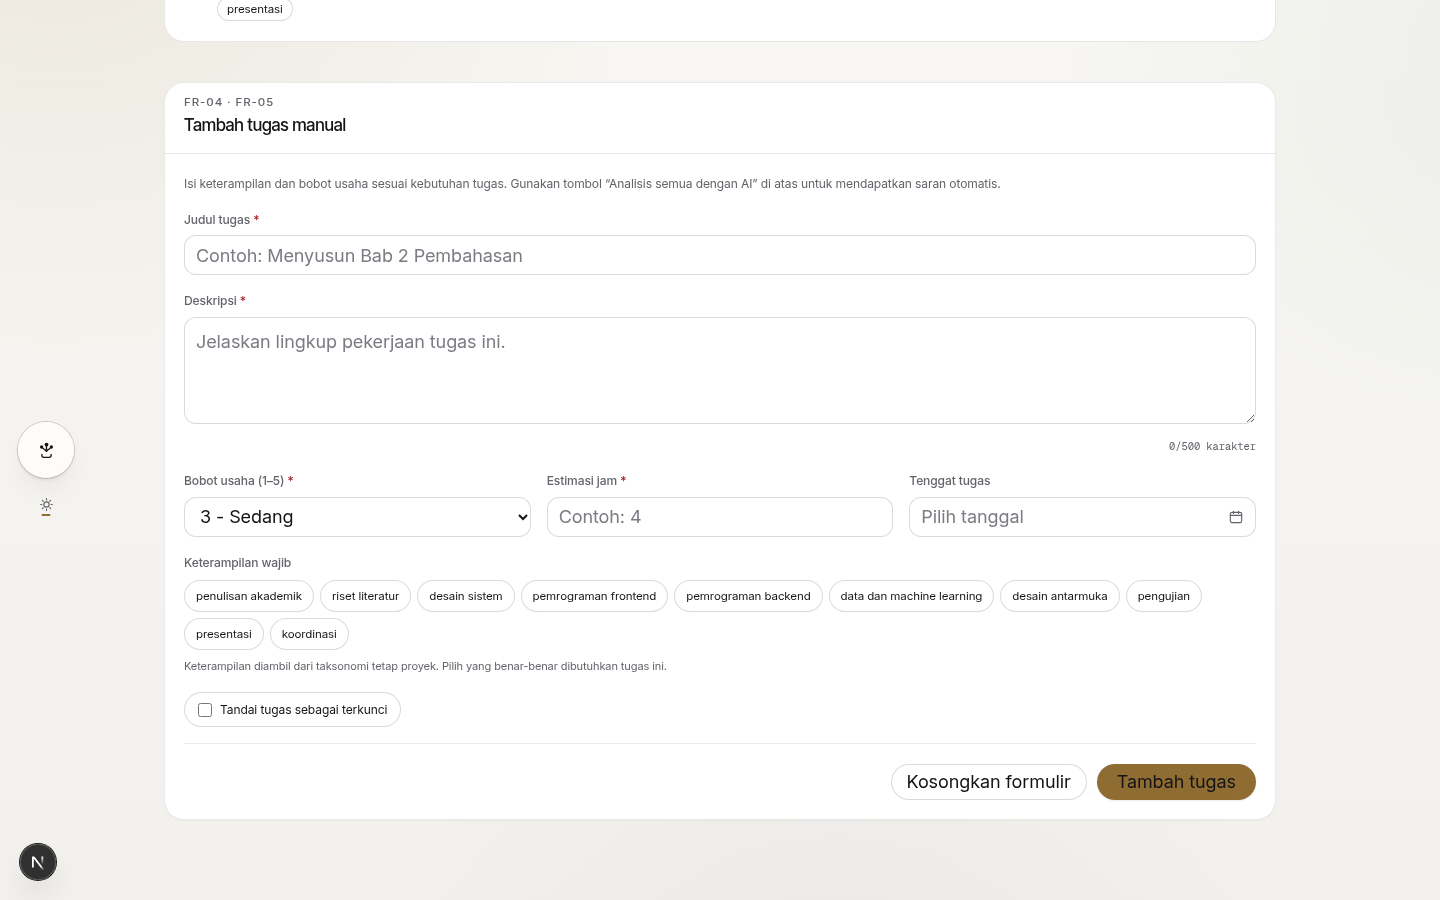 presentasi
FR-04 · FR-05
Tambah tugas manual
Isi keterampilan dan bobot usaha sesuai kebutuhan tugas. Gunakan tombol “Analisis semua dengan AI” di atas untuk mendapatkan saran otomatis.
Judul tugas *
Contoh: Menyusun Bab 2 Pembahasan
Deskripsi *
Jelaskan lingkup pekerjaan tugas ini.
0/500 karakter
Bobot usaha (1–5) * Estimasi jam * Tenggat tugas
3 - Sedang Contoh: 4 Pilih tanggal
Keterampilan wajib
penulisan akademik riset literatur desain sistem pemrograman frontend pemrograman backend data dan machine learning desain antarmuka pengujian
presentasi koordinasi
Keterampilan diambil dari taksonomi tetap proyek. Pilih yang benar-benar dibutuhkan tugas ini.
Tandai tugas sebagai terkunci
Kosongkan formulir Tambah tugas
N